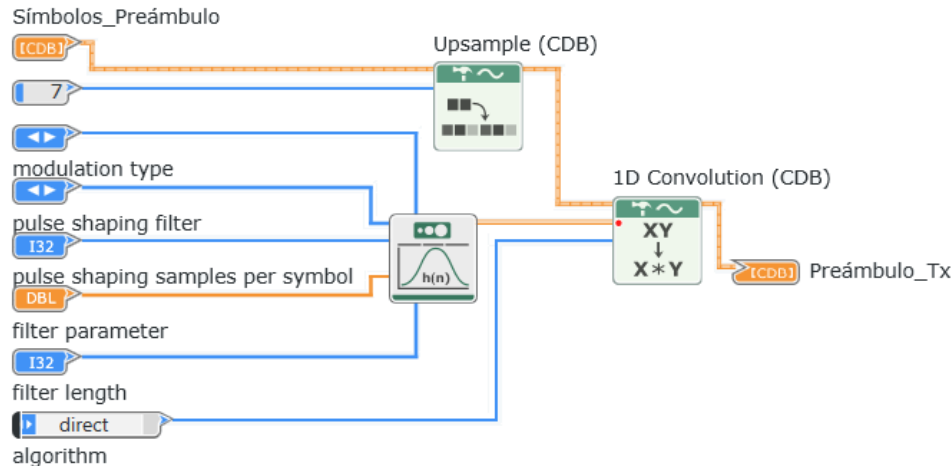 Símbolos_Preámbulo
[CDB]
Upsample (CDB)
7
modulation type
1D Convolution (CDB)
pulse shaping filter
XY
I32
X*Y
[CDB]
Preámbulo_Tx
pulse shaping samples per symbol
h(n)
DBL
filter parameter
I32
filter length
direct
algorithm